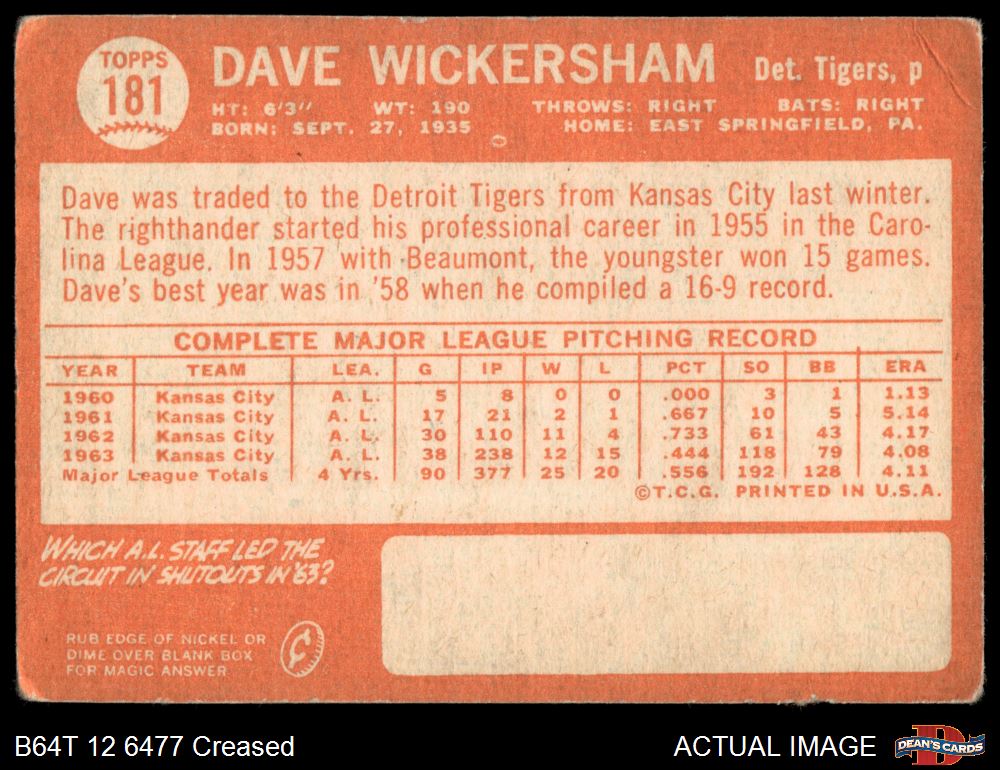 TOPPS
181
DAVE WICKERSHAM Det. Tigers, p
HT: 6'3" WT: 190 THROWS: RIGHT BATS: RIGHT
BORN: SEPT. 27, 1935 HOME: EAST SPRINGFIELD, PA.
Dave was traded to the Detroit Tigers from Kansas City last winter.
The righthander started his professional career in 1955 in the Caro-
lina League. In 1957 with Beaumont, the youngster won 15 games.
Dave's best year was in '58 when he compiled a 16-9 record.
COMPLETE MAJOR LEAGUE PITCHING RECORD
YEAR TEAM LEA. G IP W L PCT SO BB ERA
1960 Kansas City A. L. 5 8 0 0 .000 3 1 1.13
1961 Kansas City A. L. 17 21 2 1 .667 10 5 5.14
1962 Kansas City A. L. 30 110 11 4 .733 61 43 4.17
1963 Kansas City A. L. 38 238 12 15 .444 118 79 4.08
Major League Totals 4 Yrs. 90 377 25 20 .556 192 128 4.11
©T.C.G. PRINTED IN U.S.A.
WHICH A.L. STAFF LED THE
CIRCUIT IN SHUTOUTS IN '63?
RUB EDGE OF NICKEL OR
DIME OVER BLANK BOX
FOR MAGIC ANSWER
¢
B64T 12 6477 Creased ACTUAL IMAGE
DEAN'S CARDS